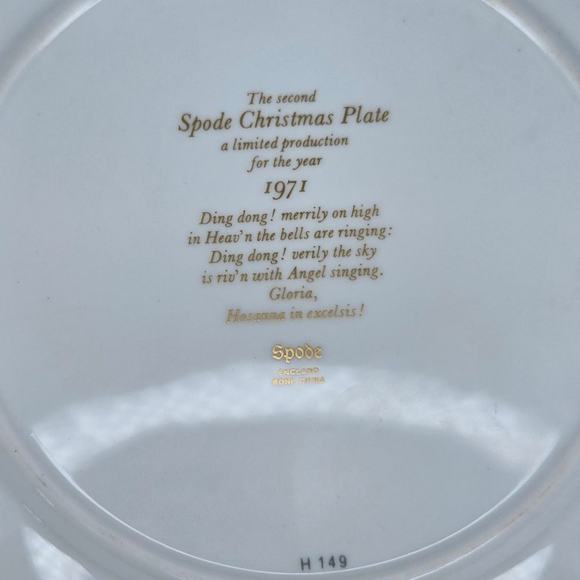 The second
Spode Christmas Plate
a limited production
for the year
1971
Ding dong! merrily on high
in Heav'n the bells are ringing:
Ding dong! verily the sky
is riv'n with Angel singing.
Gloria,
Hosanna in excelsis!
Spode
ENGLAND
BONE CHINA
H 149